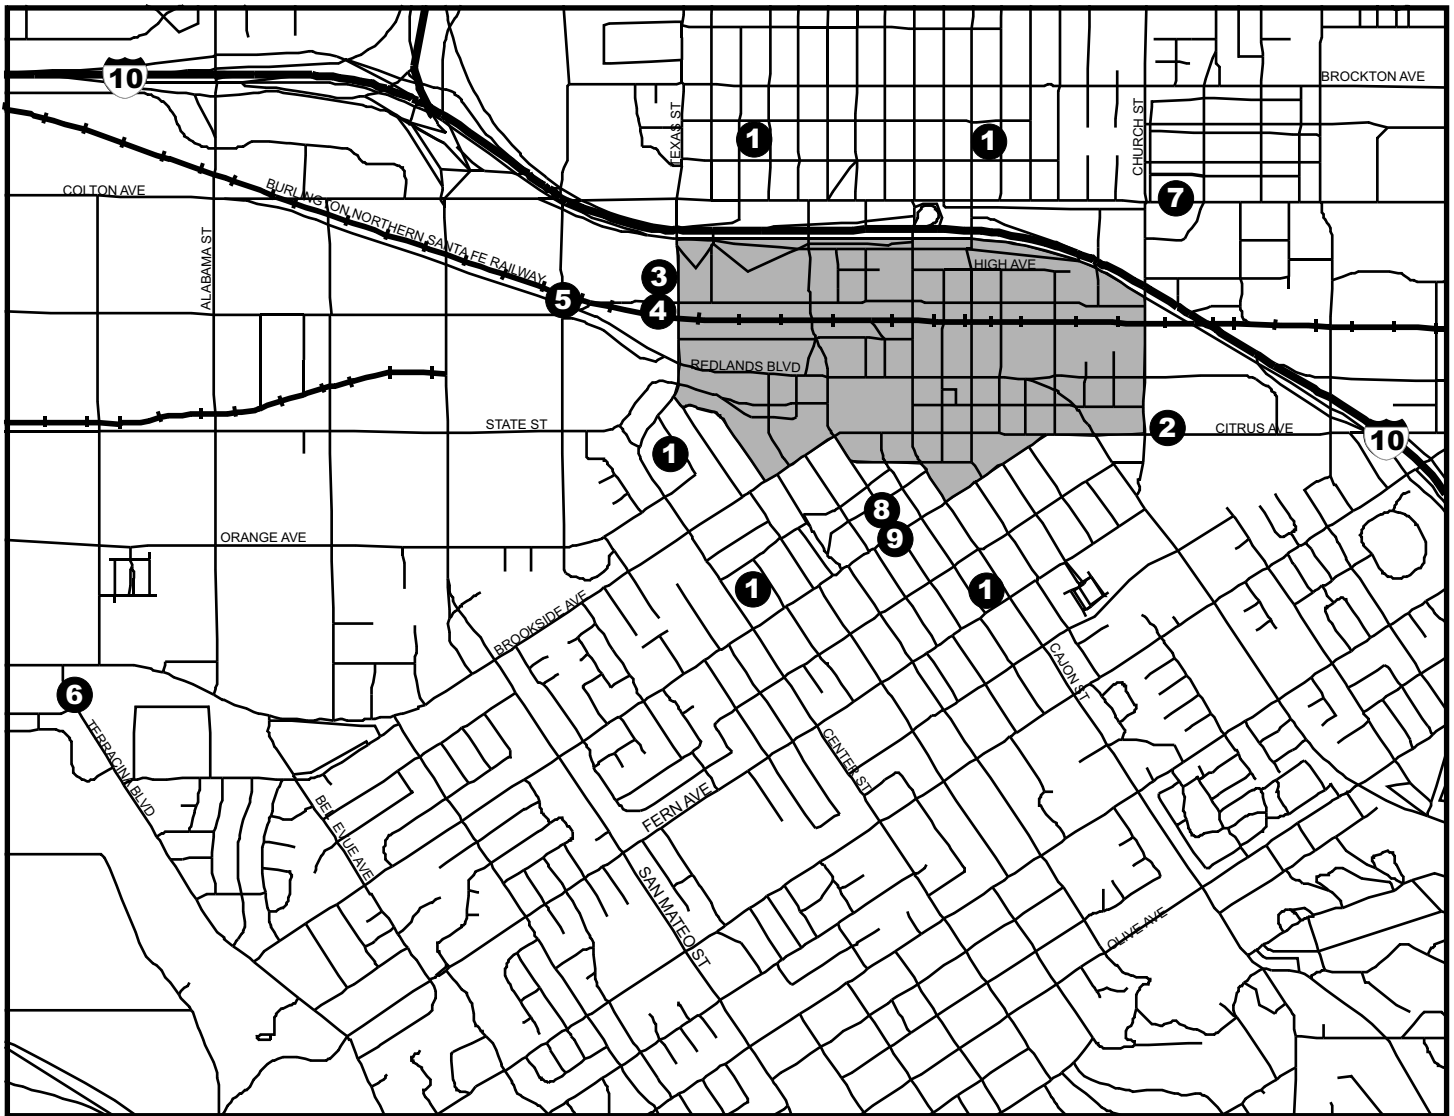 BROCKTON AVE
10
TEXAS ST
CHURCH ST
1
1
COLTON AVE
BURLINGTON NORTHERN SANTA FE RAILWAY
7
ALABAMA ST
HIGH AVE
3
5
4
REDLANDS BLVD
STATE ST
2
CITRUS AVE
10
1
8
ORANGE AVE
9
1
1
BROOKSIDE AVE
CAJON ST
6
TERRACINA BLVD
CENTER ST
BELLEVUE AVE
FERN AVE
SAN MATEO ST
OLIVE AVE